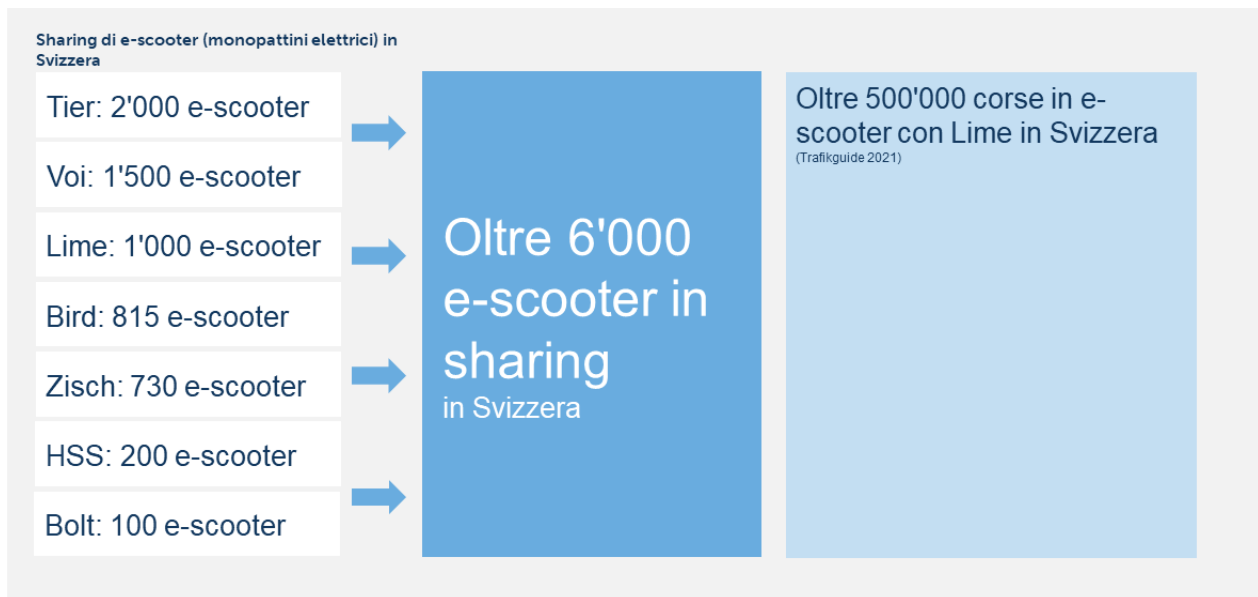 Sharing di e-scooter (monopattini elettrici) in
Svizzera
Tier: 2'000 e-scooter
Voi: 1'500 e-scooter
Lime: 1'000 e-scooter
Bird: 815 e-scooter
Zisch: 730 e-scooter
HSS: 200 e-scooter
Bolt: 100 e-scooter
Oltre 6'000
e-scooter in
sharing
in Svizzera
Oltre 500'000 corse in e-
scooter con Lime in Svizzera
(Trafikguide 2021)